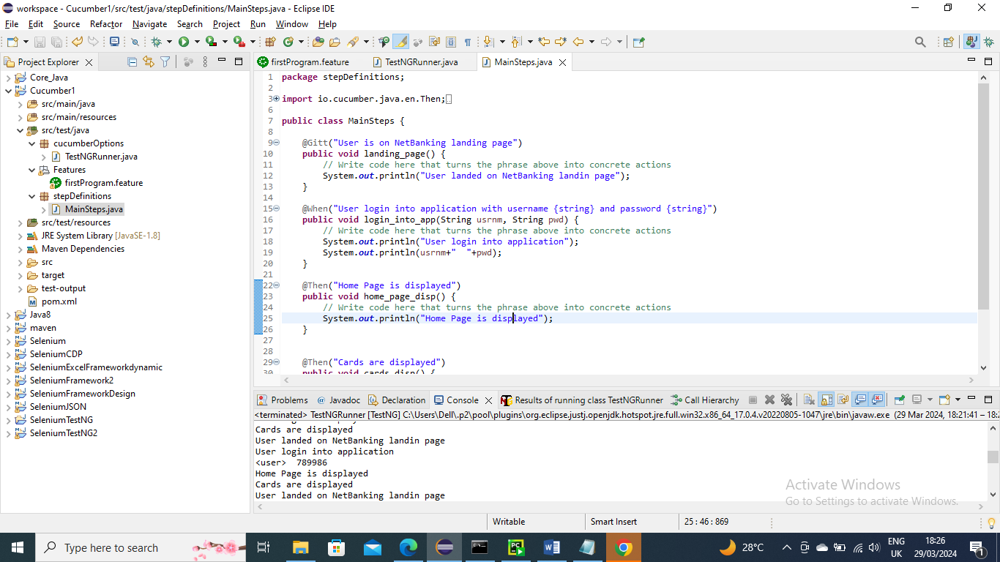 workspace - Cucumber1/src/test/java/stepDefinitions/MainSteps.java - Eclipse IDE
File Edit Source Refactor Navigate Search Project Run Window Help
Project Explorer
Core_Java
Cucumber1
src/main/java
src/main/resources
src/test/java
cucumberOptions
TestNGRunner.java
Features
firstProgram.feature
stepDefinitions
MainSteps.java
src/test/resources
JRE System Library [JavaSE-1.8]
Maven Dependencies
src
target
test-output
pom.xml
Java8
maven
Selenium
SeleniumCDP
SeleniumExcelFrameworkdynamic
SeleniumFramework2
SeleniumFrameworkDesign
SeleniumJSON
SeleniumTestNG
SeleniumTestNG2
firstProgram.feature TestNGRunner.java MainSteps.java
1 package stepDefinitions;
2
3 import io.cucumber.java.en.Then;
6
7 public class MainSteps {
8
9 @Gitt("User is on NetBanking landing page")
10 public void landing_page() {
11 // Write code here that turns the phrase above into concrete actions
12 System.out.println("User landed on NetBanking landin page");
13 }
14
15 @When("User login into application with username {string} and password {string}")
16 public void login_into_app(String usrnm, String pwd) {
17 // Write code here that turns the phrase above into concrete actions
18 System.out.println("User login into application");
19 System.out.println(usrnm+"  "+pwd);
20 }
21
22 @Then("Home Page is displayed")
23 public void home_page_disp() {
24 // Write code here that turns the phrase above into concrete actions
25 System.out.println("Home Page is displayed");
26 }
27
28
29 @Then("Cards are displayed")
30 public void cards_disp() {
Problems Javadoc Declaration Console Results of running class TestNGRunner Call Hierarchy
<terminated> TestNGRunner [TestNG] C:\Users\Dell\.p2\pool\plugins\org.eclipse.justj.openjdk.hotspot.jre.full.win32.x86_64_17.0.4.v20220805-1047\jre\bin\javaw.exe (29 Mar 2024, 18:21:41 – 18:
Cards are displayed
User landed on NetBanking landin page
User login into application
<user>  789986
Home Page is displayed
Cards are displayed
User landed on NetBanking landin page
Activate Windows
Go to Settings to activate Windows.
Writable Smart Insert 25 : 46 : 869
Type here to search
28°C
ENG
UK
18:26
29/03/2024
1